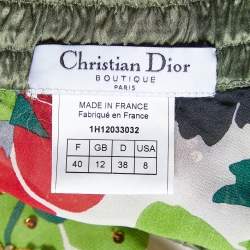 Christian Dior
BOUTIQUE
PARIS
MADE IN FRANCE
Fabriqué en France
1H12033032
F GB D USA
40 12 38 8